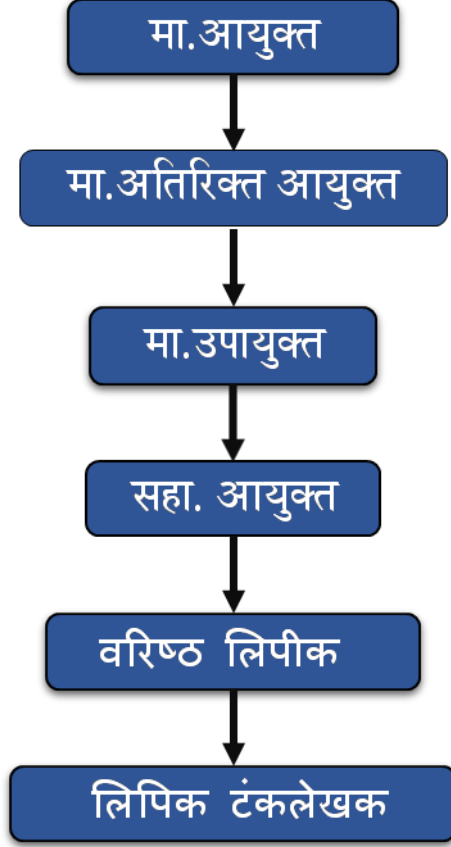 मा.आयुक्त
मा.अतिरिक्त आयुक्त
मा.उपायुक्त
सहा. आयुक्त
वरिष्ठ लिपीक
लिपिक टंकलेखक